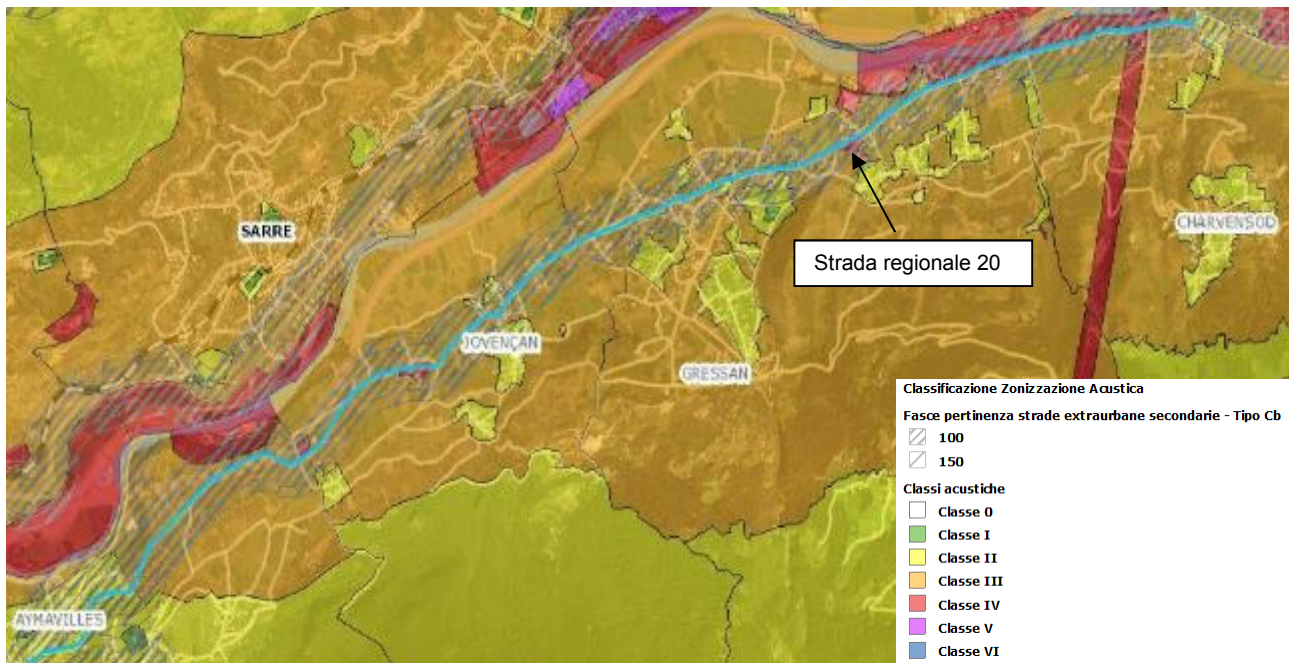 SARRE
CHARVENSOD
Strada regionale 20
JOVENÇAN
GRESSAN
AYMAVILLES
Classificazione Zonizzazione Acustica
Fasce pertinenza strade extraurbane secondarie - Tipo Cb
100
150
Classi acustiche
Classe 0
Classe I
Classe II
Classe III
Classe IV
Classe V
Classe VI